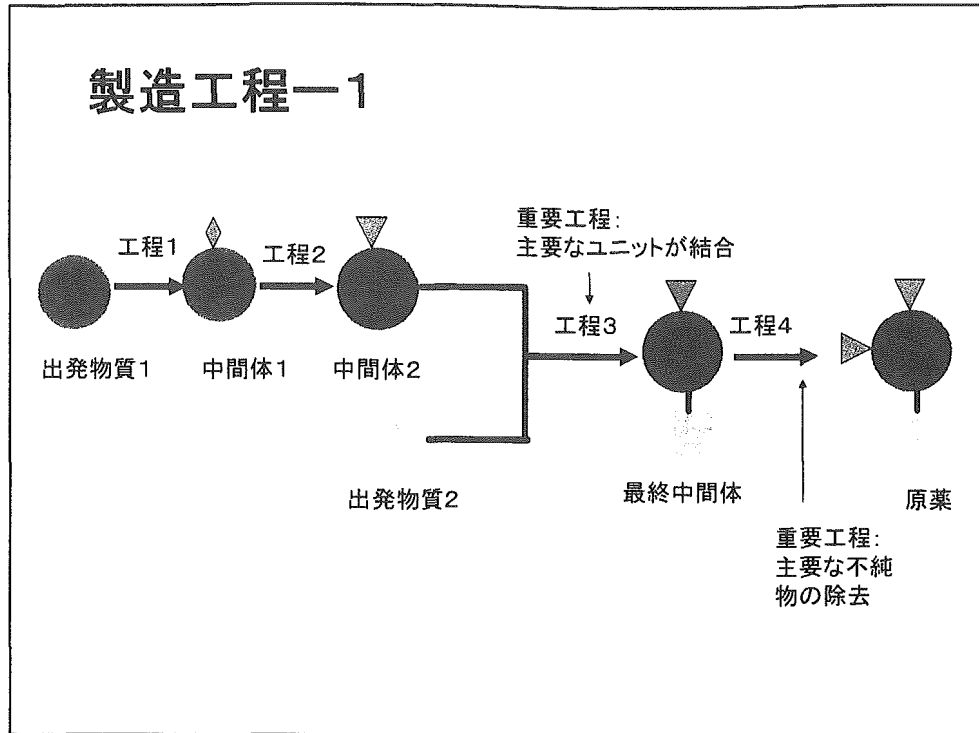 製造工程ー1
工程1
工程2
重要工程:
主要なユニットが結合
工程3
工程4
出発物質1
中間体1
中間体2
出発物質2
最終中間体
原薬
重要工程:
主要な不純
物の除去